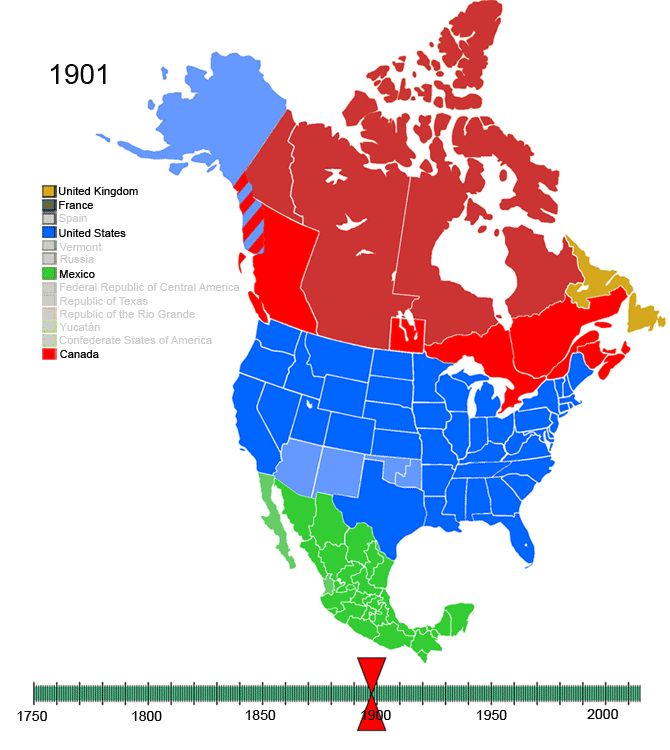 1901
United Kingdom
France
Spain
United States
Vermont
Russia
Mexico
Federal Republic of Central America
Republic of Texas
Republic of the Rio Grande
Yucatán
Confederate States of America
Canada
1750 1800 1850 1900 1950 2000